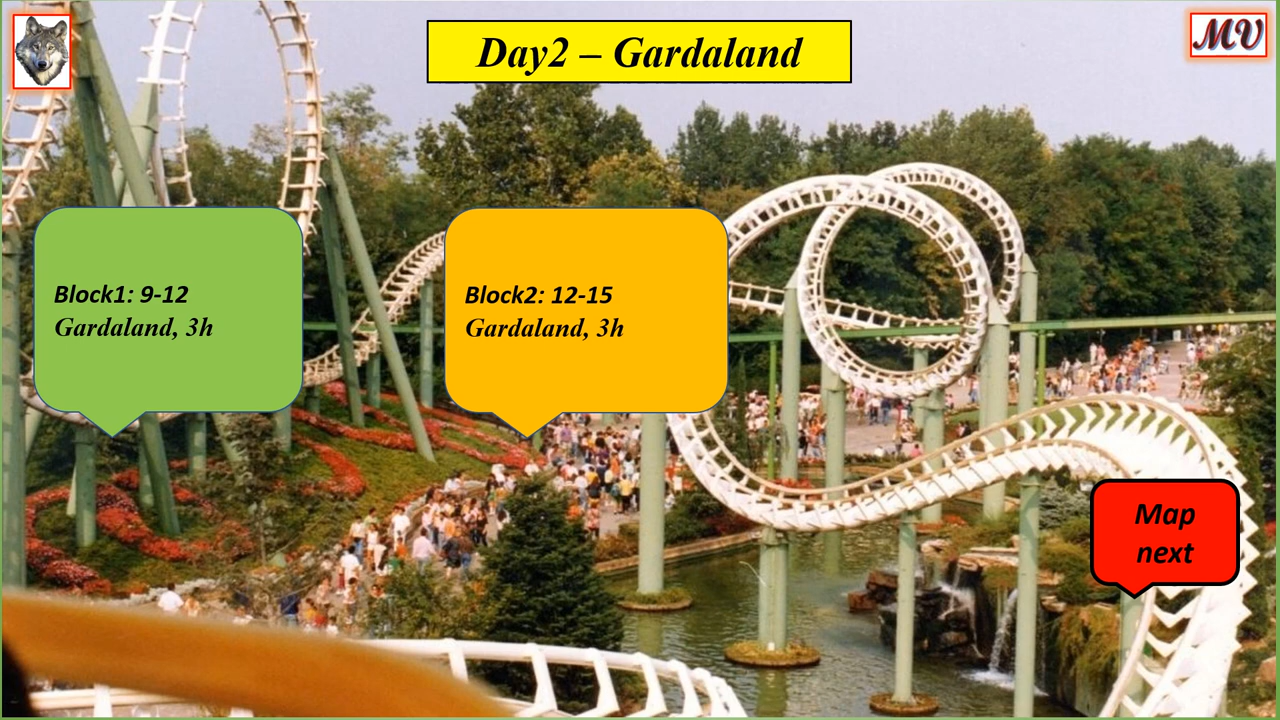 Day2 – Gardaland
MV
Block1: 9-12
Gardaland, 3h
Block2: 12-15
Gardaland, 3h
Map
next